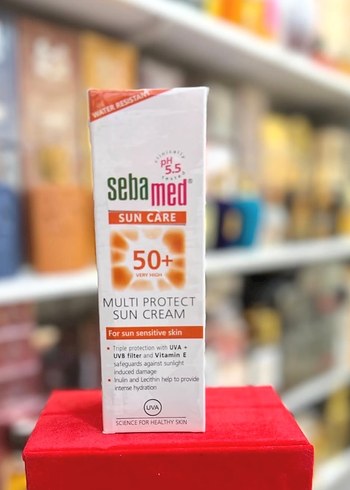 WATER RESISTANT
clinically
pH
5.5
tested
sebamed®
SUN CARE
50+
VERY HIGH
MULTI PROTECT
SUN CREAM
For sun sensitive skin
• Triple protection with UVA +
UVB filter and Vitamin E
safeguards against sunlight
induced damage
• Inulin and Lecithin help to provide
intense hydration
UVA
SCIENCE FOR HEALTHY SKIN